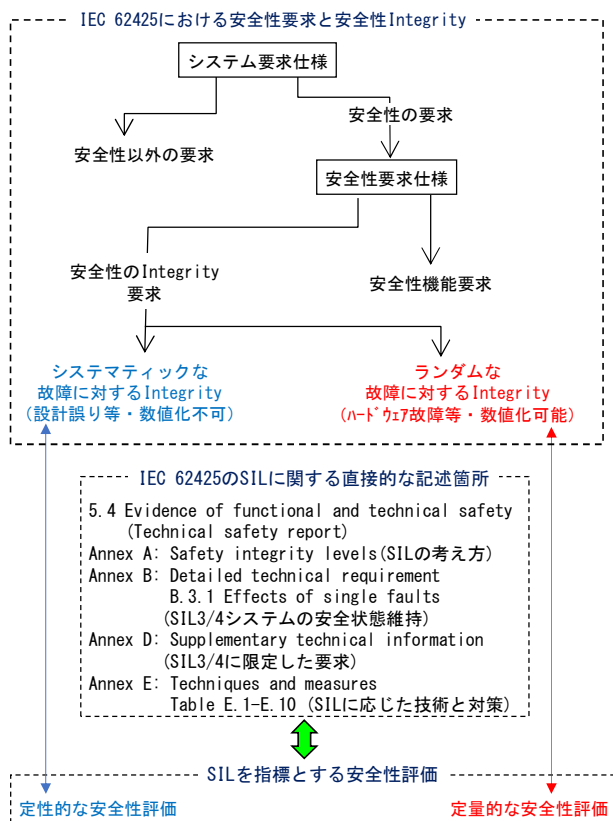 IEC 62425における安全性要求と安全性Integrity
システム要求仕様
安全性の要求
安全性以外の要求
安全性要求仕様
安全性のIntegrity
要求
安全性機能要求
システマティックな
故障に対するIntegrity
(設計誤り等・数値化不可)
ランダムな
故障に対するIntegrity
(ﾊｰﾄﾞｳｪｱ故障等・数値化可能)
IEC 62425のSILに関する直接的な記述箇所
5.4 Evidence of functional and technical safety
(Technical safety report)
Annex A: Safety integrity levels(SILの考え方)
Annex B: Detailed technical requirement
B.3.1 Effects of single faults
(SIL3/4システムの安全状態維持)
Annex D: Supplementary technical information
(SIL3/4に限定した要求)
Annex E: Techniques and measures
Table E.1-E.10 (SILに応じた技術と対策)
SILを指標とする安全性評価
定性的な安全性評価
定量的な安全性評価